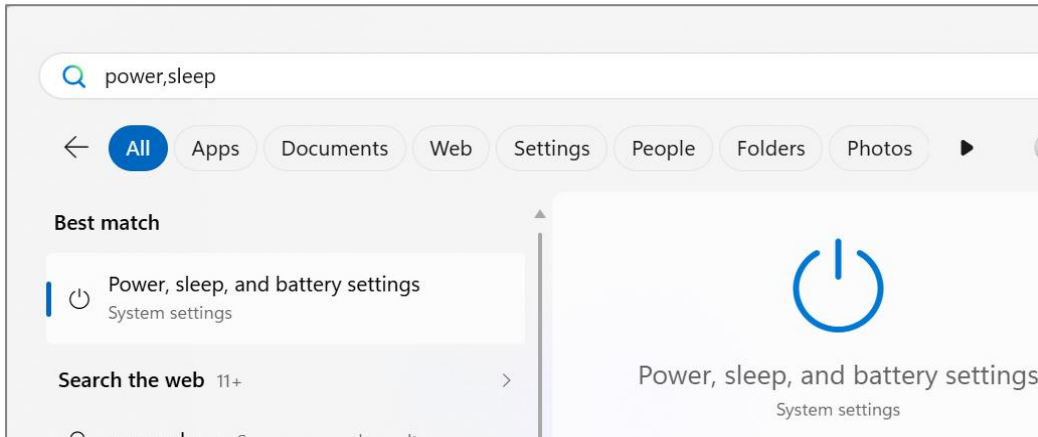 power,sleep
All Apps Documents Web Settings People Folders Photos
Best match
Power, sleep, and battery settings
System settings
Search the web 11+
Power, sleep, and battery settings
System settings